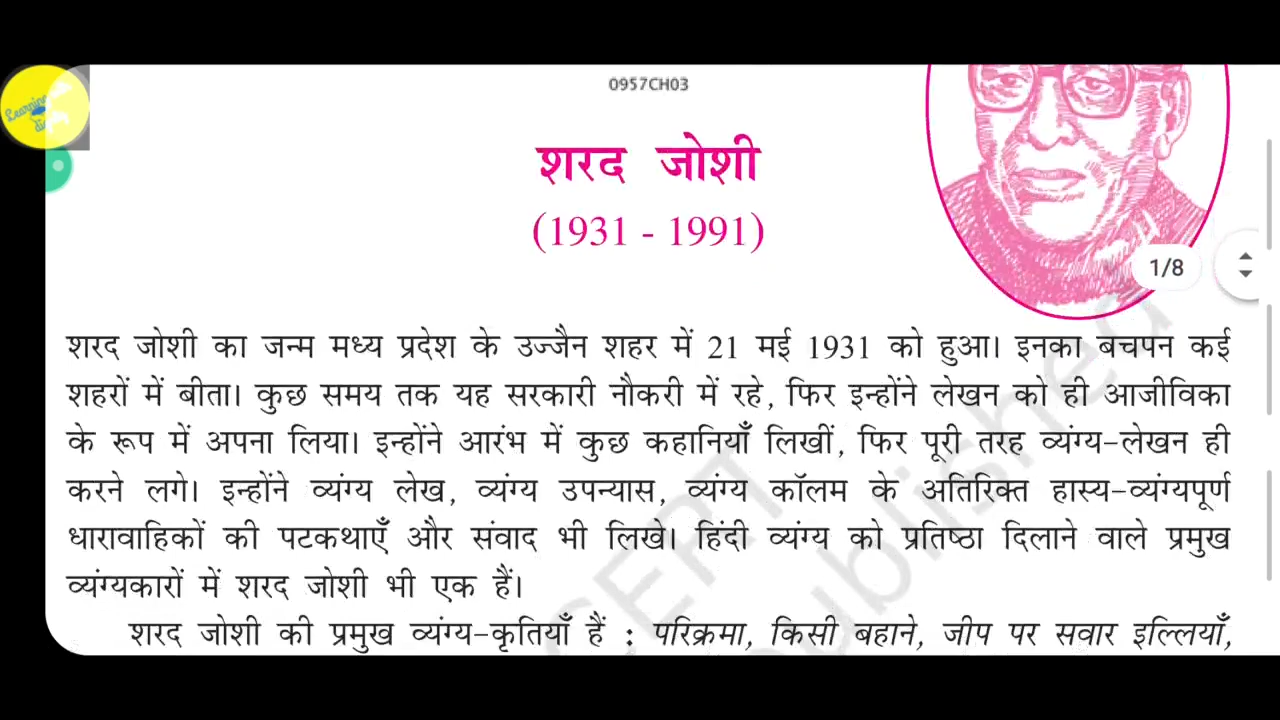 0957CH03
Learning
शरद जोशी
(1931 - 1991)
1/8
शरद जोशी का जन्म मध्य प्रदेश के उज्जैन शहर में 21 मई 1931 को हुआ। इनका बचपन कई
शहरों में बीता। कुछ समय तक यह सरकारी नौकरी में रहे, फिर इन्होंने लेखन को ही आजीविका
के रूप में अपना लिया। इन्होंने आरंभ में कुछ कहानियाँ लिखीं, फिर पूरी तरह व्यंग्य-लेखन ही
करने लगे। इन्होंने व्यंग्य लेख, व्यंग्य उपन्यास, व्यंग्य कॉलम के अतिरिक्त हास्य-व्यंग्यपूर्ण
धारावाहिकों की पटकथाएँ और संवाद भी लिखे। हिंदी व्यंग्य को प्रतिष्ठा दिलाने वाले प्रमुख
व्यंग्यकारों में शरद जोशी भी एक हैं।
शरद जोशी की प्रमुख व्यंग्य-कृतियाँ हैं : परिक्रमा, किसी बहाने, जीप पर सवार इल्लियाँ,